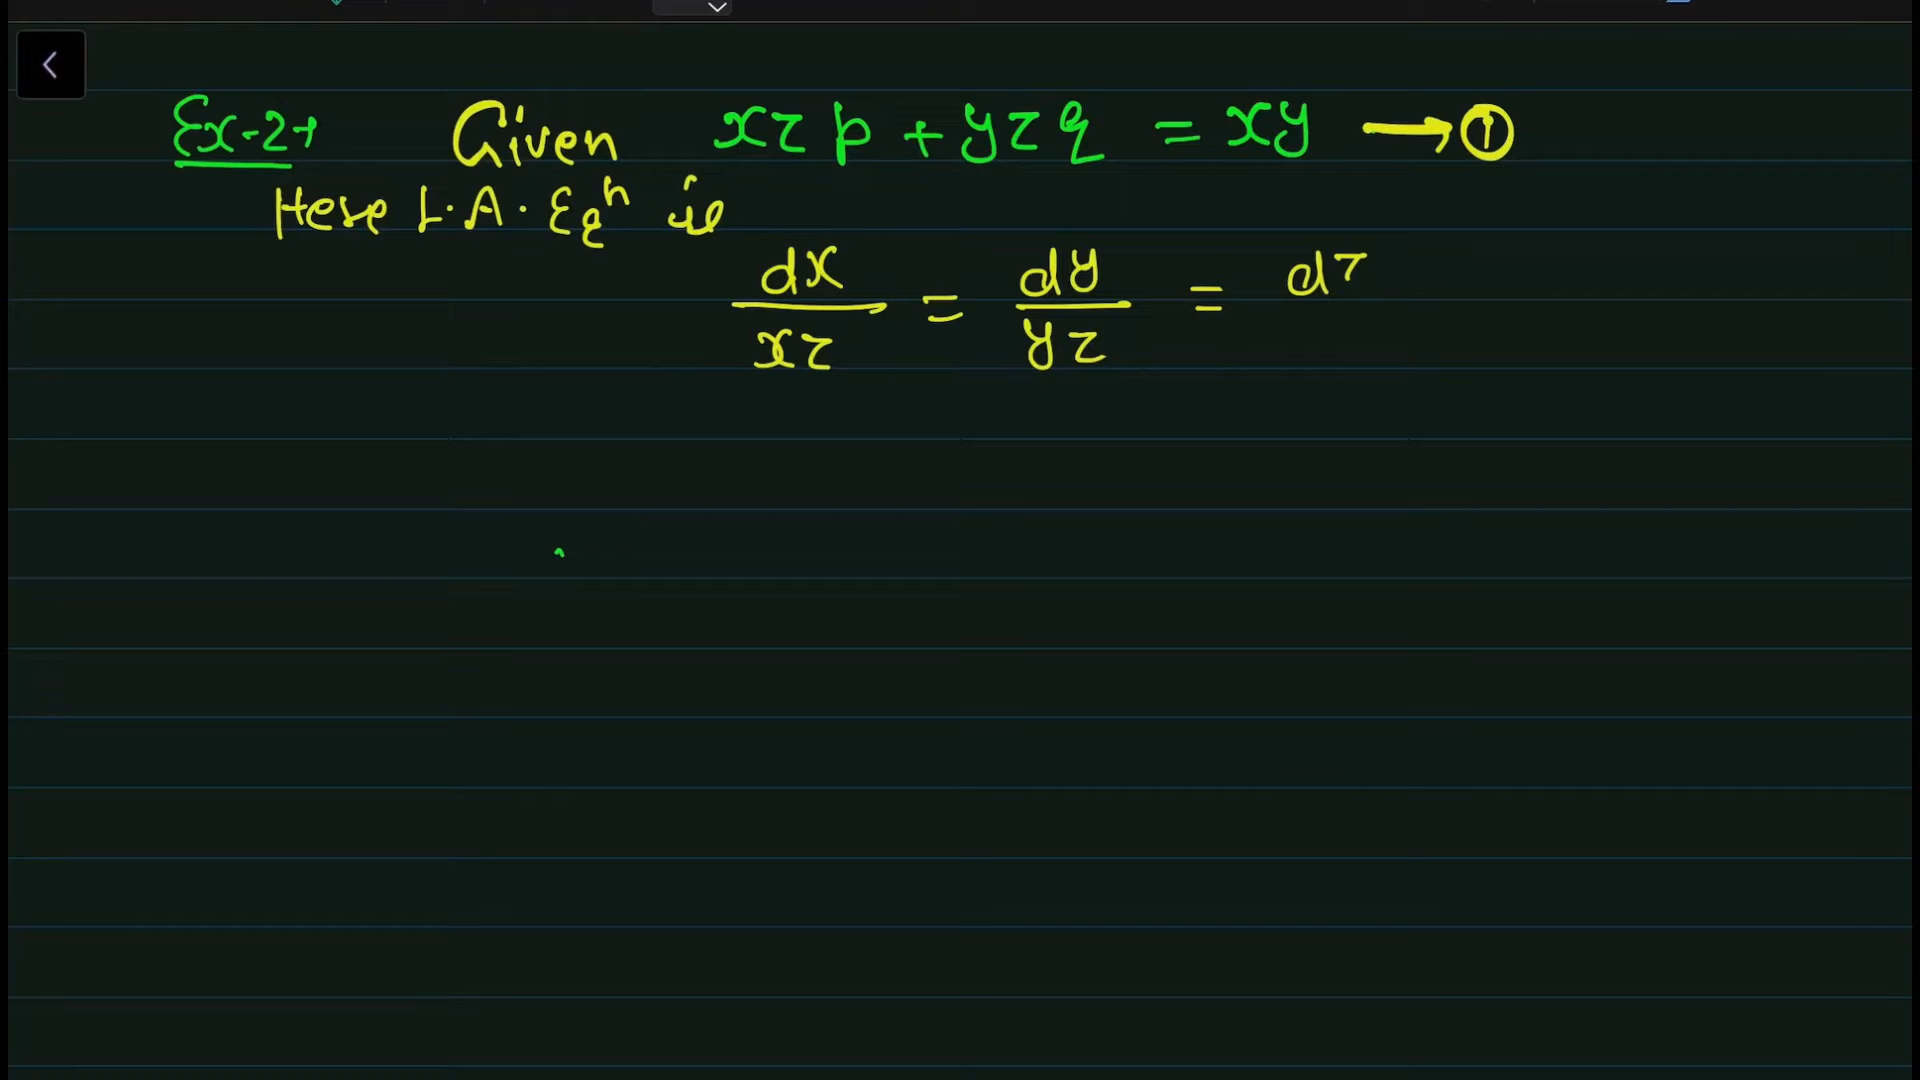 Ex-2+ Given xzp + yzq = xy → ①
Here L.A. Eqn is
dx/xz = dy/yz = dz